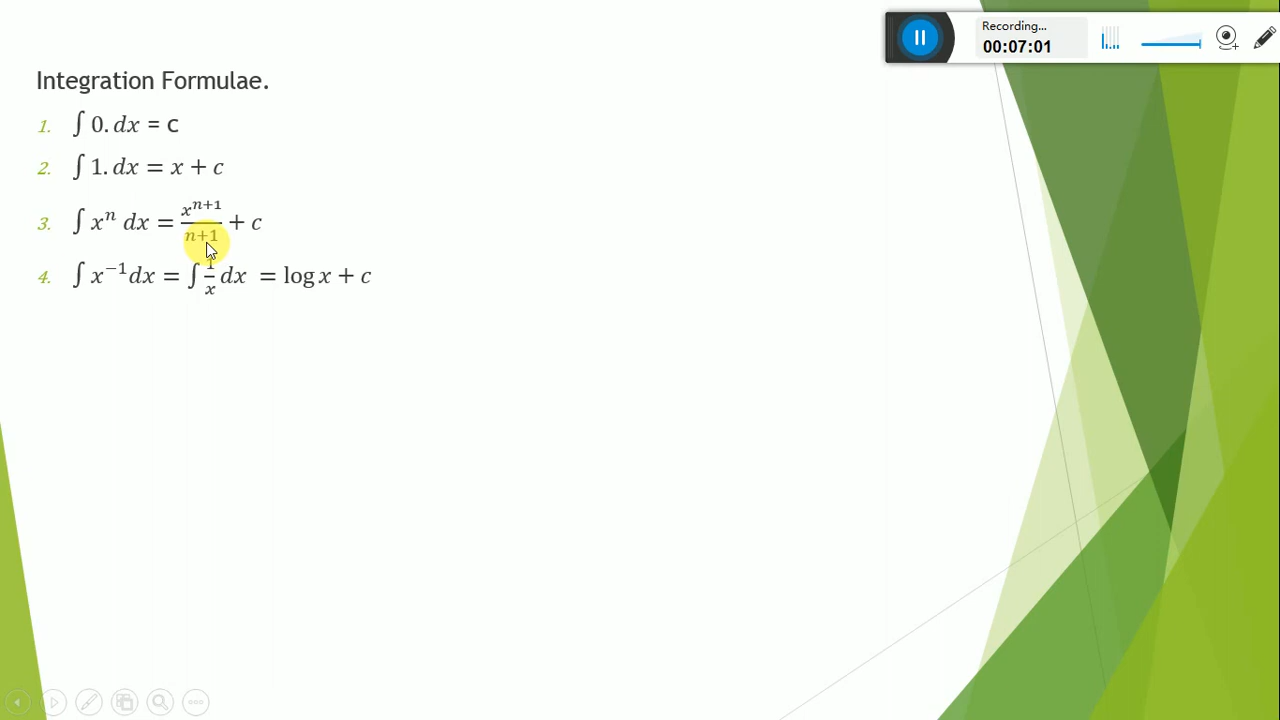 Recording...
00:07:01
Integration Formulae.
1. ∫ 0. dx = c
2. ∫ 1. dx = x + c
3. ∫ xⁿ dx = xⁿ⁺¹/n+1 + c
4. ∫ x⁻¹dx = ∫ 1/x dx = log x + c